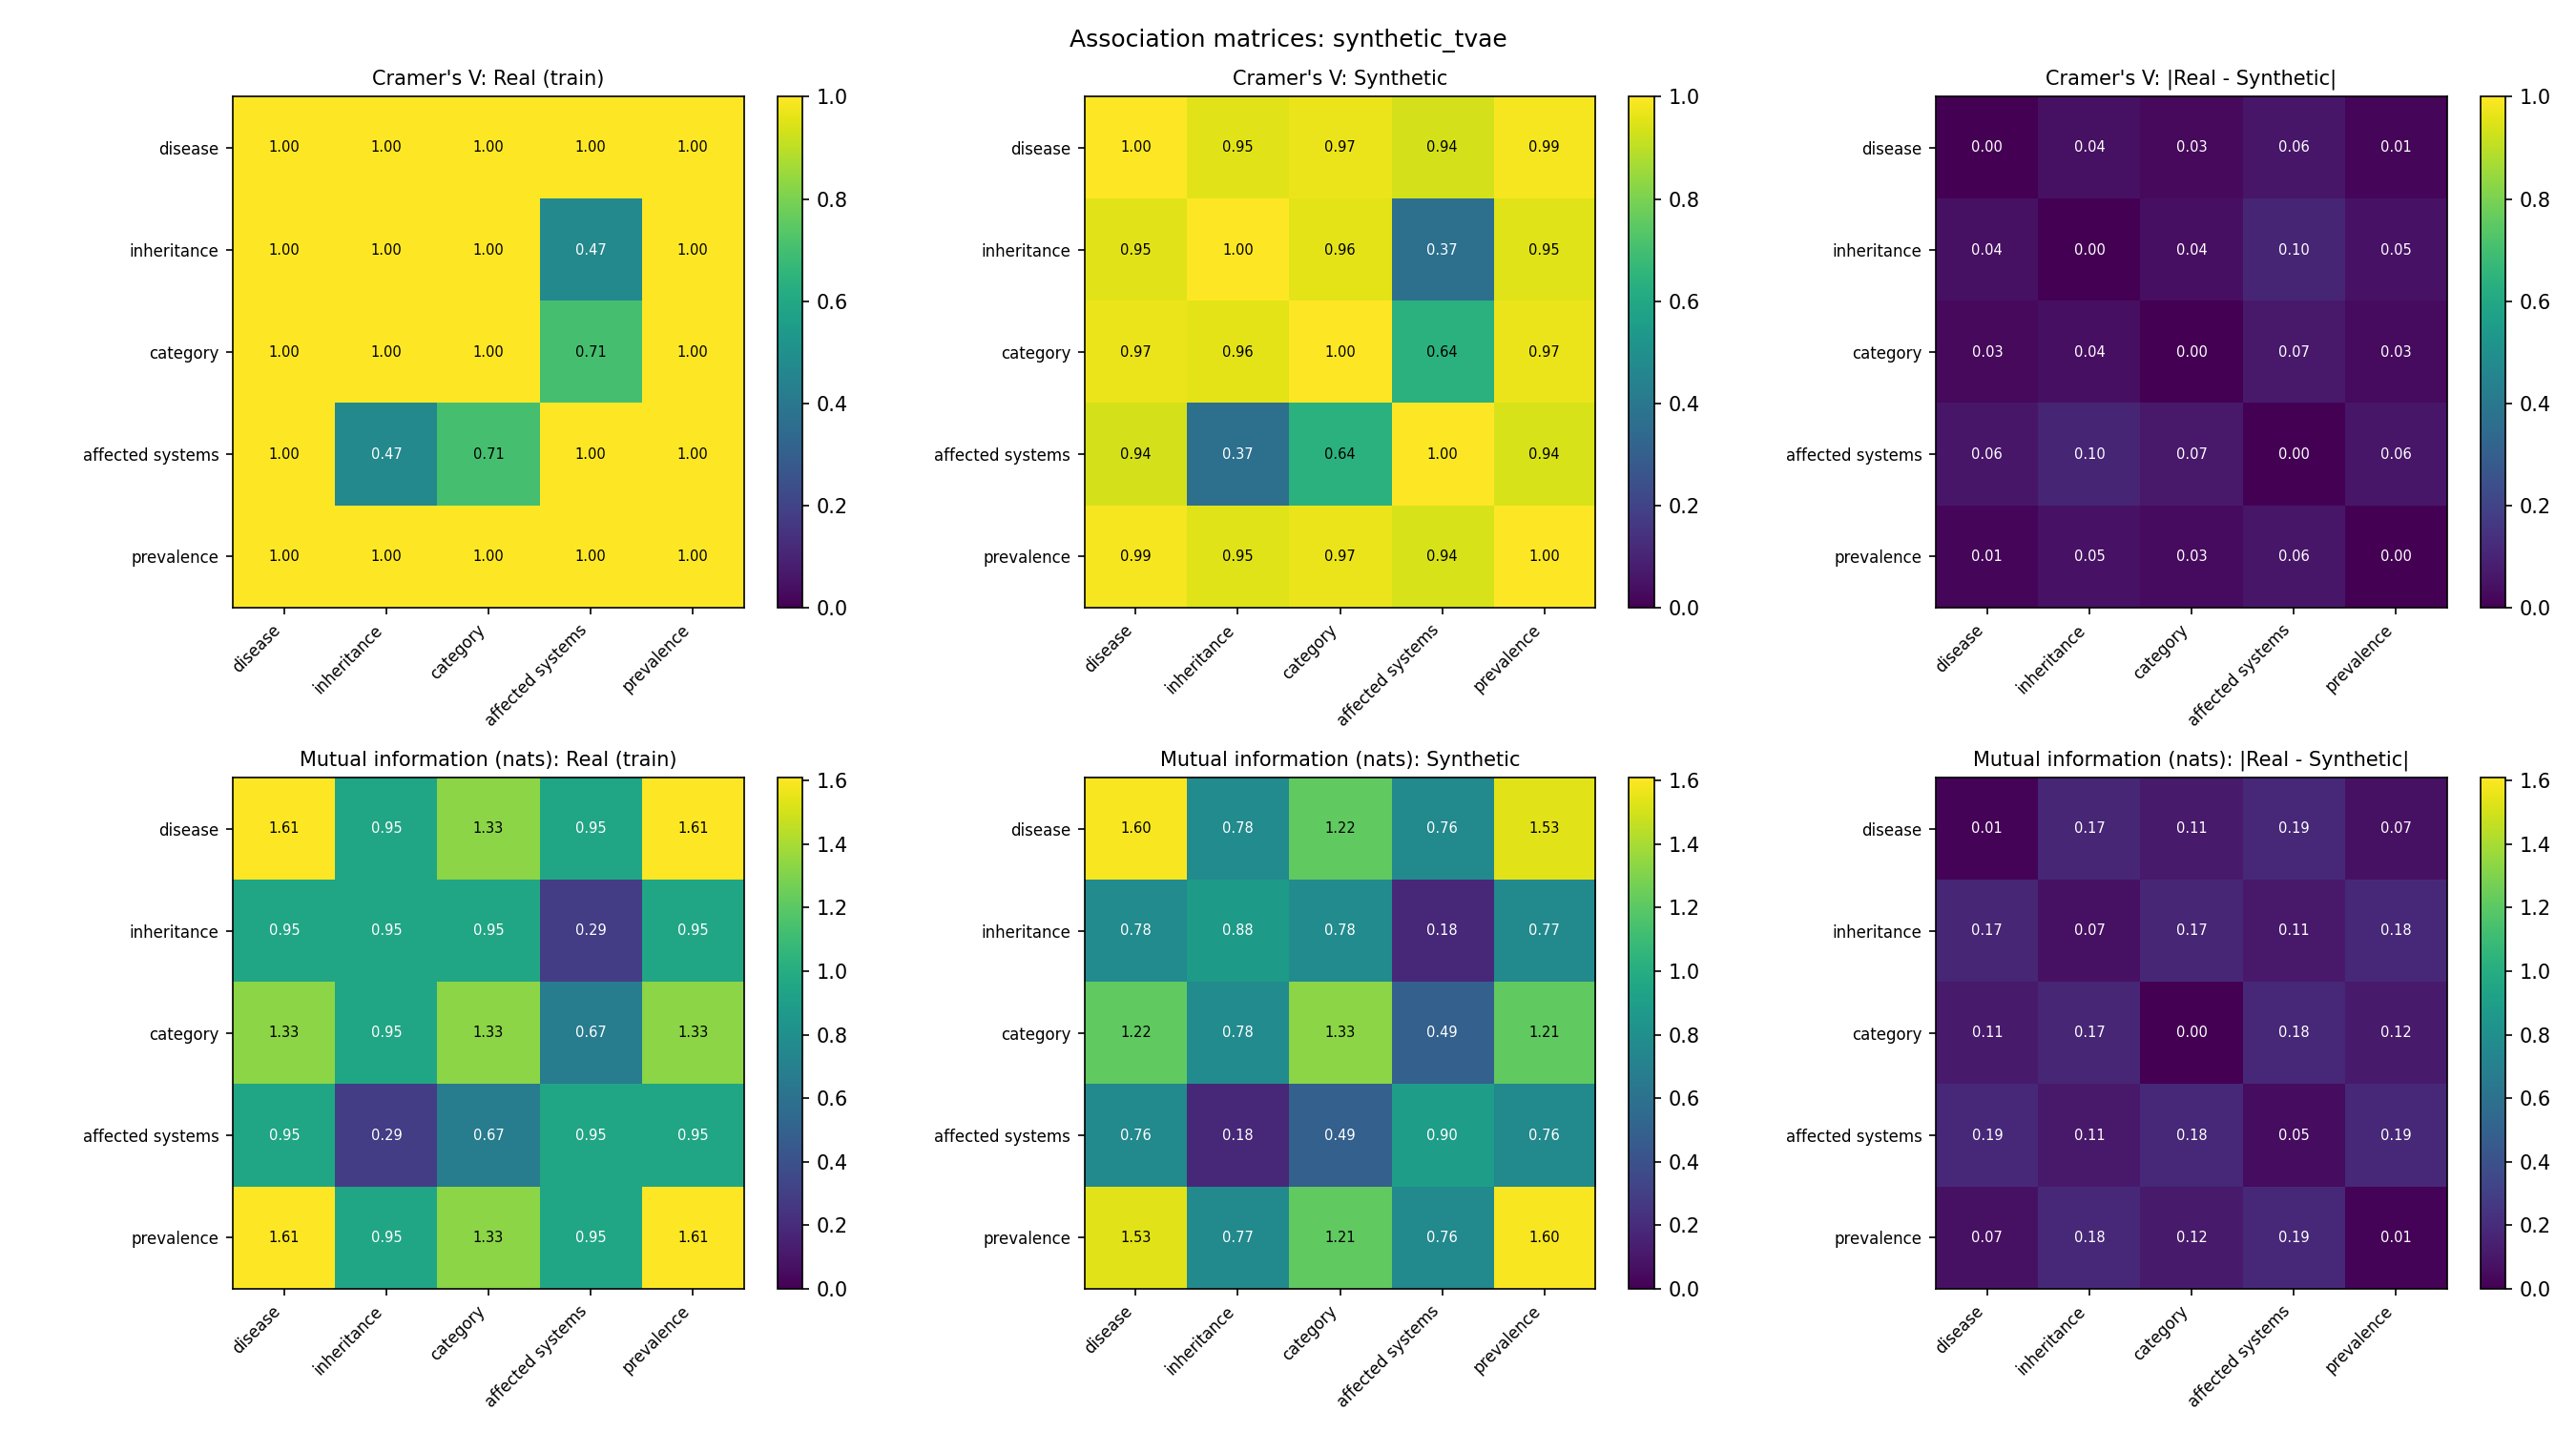 Association matrices: synthetic_tvae
Cramer's V: Real (train)
disease 1.00 1.00 1.00 1.00 1.00
inheritance 1.00 1.00 1.00 0.47 1.00
category 1.00 1.00 1.00 0.71 1.00
affected systems 1.00 0.47 0.71 1.00 1.00
prevalence 1.00 1.00 1.00 1.00 1.00
disease inheritance category affected systems prevalence
1.0
0.8
0.6
0.4
0.2
0.0
Cramer's V: Synthetic
disease 1.00 0.95 0.97 0.94 0.99
inheritance 0.95 1.00 0.96 0.37 0.95
category 0.97 0.96 1.00 0.64 0.97
affected systems 0.94 0.37 0.64 1.00 0.94
prevalence 0.99 0.95 0.97 0.94 1.00
disease inheritance category affected systems prevalence
1.0
0.8
0.6
0.4
0.2
0.0
Cramer's V: |Real - Synthetic|
disease 0.00 0.04 0.03 0.06 0.01
inheritance 0.04 0.00 0.04 0.10 0.05
category 0.03 0.04 0.00 0.07 0.03
affected systems 0.06 0.10 0.07 0.00 0.06
prevalence 0.01 0.05 0.03 0.06 0.00
disease inheritance category affected systems prevalence
1.0
0.8
0.6
0.4
0.2
0.0
Mutual information (nats): Real (train)
disease 1.61 0.95 1.33 0.95 1.61
inheritance 0.95 0.95 0.95 0.29 0.95
category 1.33 0.95 1.33 0.67 1.33
affected systems 0.95 0.29 0.67 0.95 0.95
prevalence 1.61 0.95 1.33 0.95 1.61
disease inheritance category affected systems prevalence
1.6
1.4
1.2
1.0
0.8
0.6
0.4
0.2
0.0
Mutual information (nats): Synthetic
disease 1.60 0.78 1.22 0.76 1.53
inheritance 0.78 0.88 0.78 0.18 0.77
category 1.22 0.78 1.33 0.49 1.21
affected systems 0.76 0.18 0.49 0.90 0.76
prevalence 1.53 0.77 1.21 0.76 1.60
disease inheritance category affected systems prevalence
1.6
1.4
1.2
1.0
0.8
0.6
0.4
0.2
0.0
Mutual information (nats): |Real - Synthetic|
disease 0.01 0.17 0.11 0.19 0.07
inheritance 0.17 0.07 0.17 0.11 0.18
category 0.11 0.17 0.00 0.18 0.12
affected systems 0.19 0.11 0.18 0.05 0.19
prevalence 0.07 0.18 0.12 0.19 0.01
disease inheritance category affected systems prevalence
1.6
1.4
1.2
1.0
0.8
0.6
0.4
0.2
0.0